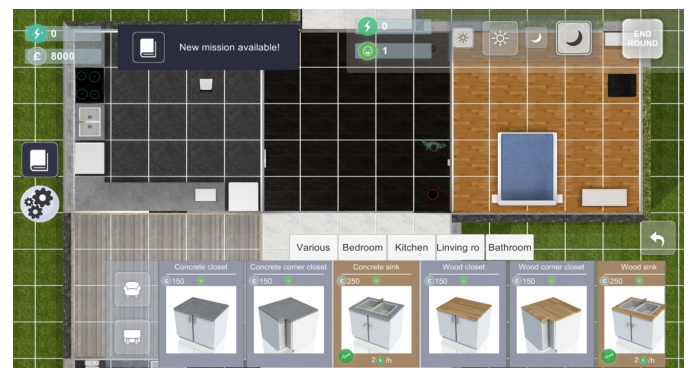 0
£ 8000
New mission available!
0
1
END
ROUND
Various
Bedroom
Kitchen
Linving ro
Bathroom
Concrete closet
£ 150
Concrete corner closet
£ 150
Concrete sink
£ 250
A+++
2 /h
Wood closet
£ 150
Wood corner closet
£ 150
Wood sink
£ 250
A+++
2 /h